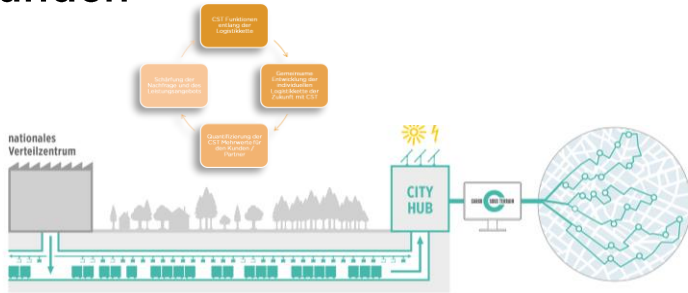 CST Funktionen
entlang der
Logistikkette
Schärfung der
Nachfrage und des
Leistungsangebots
Gemeinsame
Entwicklung der
individuellen
Logistikkette der
Zukunft mit CST
Quantifizierung der
CST Mehrwerte für
den Kunden /
Partner
nationales
Verteilzentrum
CITY
HUB